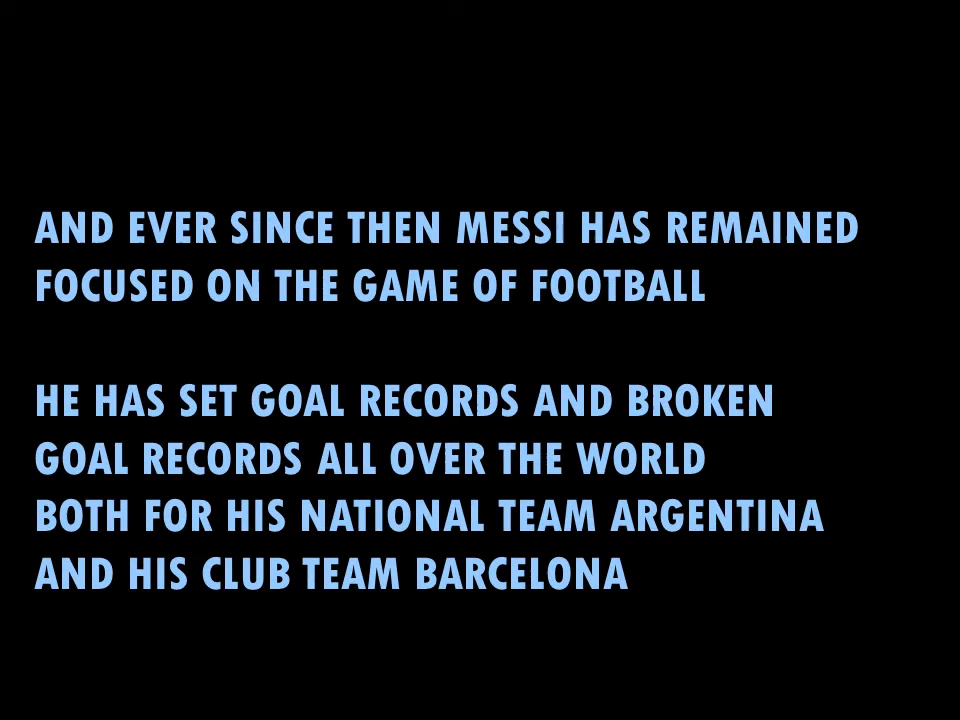 AND EVER SINCE THEN MESSI HAS REMAINED
FOCUSED ON THE GAME OF FOOTBALL
HE HAS SET GOAL RECORDS AND BROKEN
GOAL RECORDS ALL OVER THE WORLD
BOTH FOR HIS NATIONAL TEAM ARGENTINA
AND HIS CLUB TEAM BARCELONA